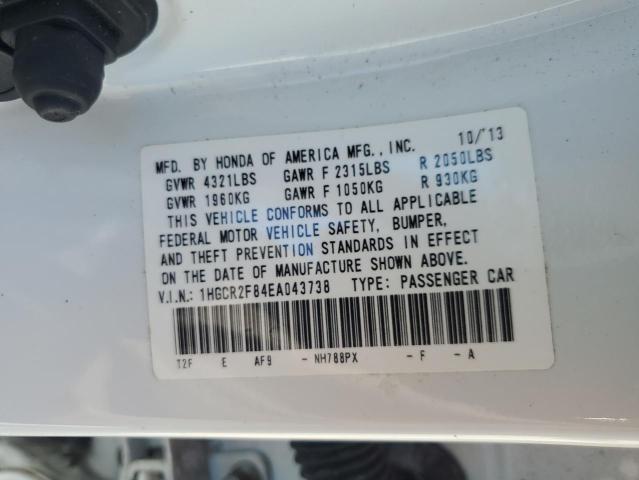 MFD. BY HONDA OF AMERICA MFG., INC. 10/'13
GVWR 4321LBS GAWR F 2315LBS R 2050LBS
GVWR 1960KG GAWR F 1050KG R 930KG
THIS VEHICLE CONFORMS TO ALL APPLICABLE
FEDERAL MOTOR VEHICLE SAFETY, BUMPER,
AND THEFT PREVENTION STANDARDS IN EFFECT
ON THE DATE OF MANUFACTURE SHOWN ABOVE.
V.I.N.: 1HGCR2F84EA043738 TYPE: PASSENGER CAR
T2F E AF9 - NH788PX - F - A